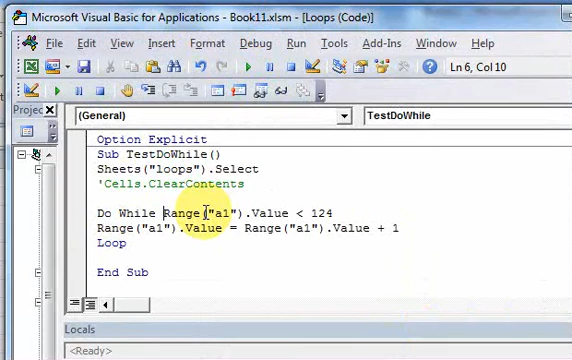 Microsoft Visual Basic for Applications - Book11.xlsm - [Loops (Code)]
File Edit View Insert Format Debug Run Tools Add-Ins Window Help
Ln 6, Col 10
Projec
(General) TestDoWhile
Option Explicit
Sub TestDoWhile()
Sheets("loops").Select
'Cells.ClearContents
Do While Range("a1").Value < 124
Range("a1").Value = Range("a1").Value + 1
Loop
End Sub
Locals
<Ready>